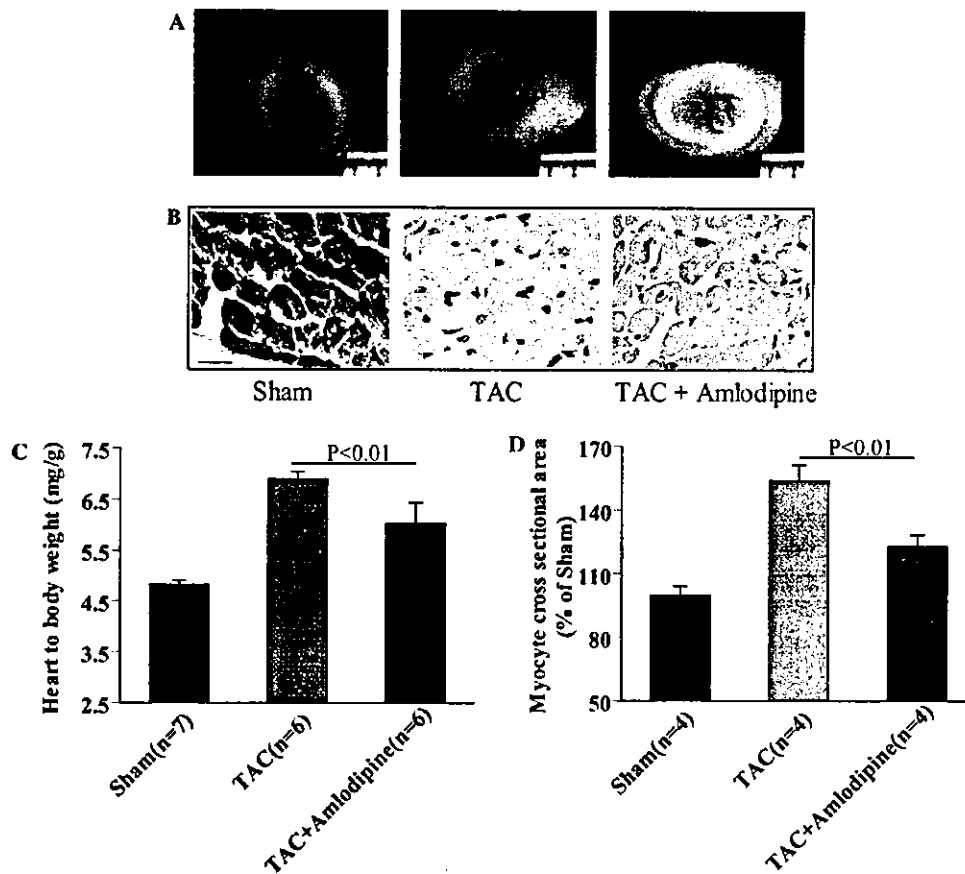 A
B
Sham
TAC
TAC + Amlodipine
C
Heart to body weight (mg/g)
7.5
6.5
5.5
4.5
3.5
2.5
P<0.01
Sham(n=7)
TAC(n=6)
TAC+Amlodipine(n=6)
D
Myocyte cross sectional area
(% of Sham)
170
140
110
80
50
P<0.01
Sham(n=4)
TAC(n=4)
TAC+Amlodipine(n=4)